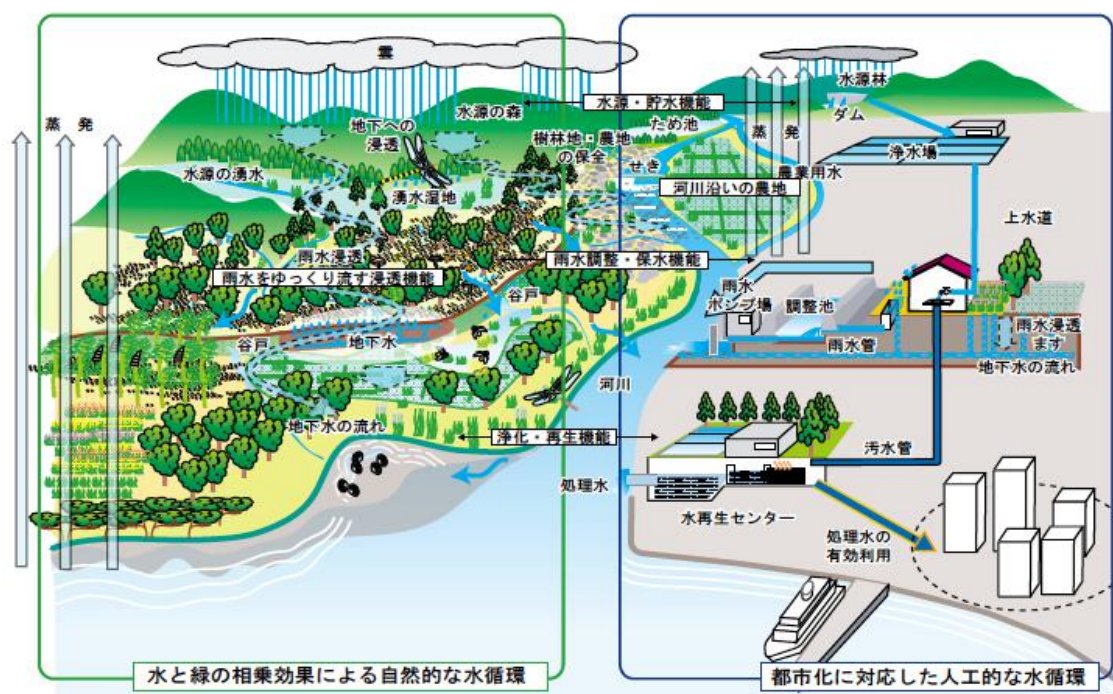 雲
水源林
水源の森
水源・貯水機能
ダム
蒸 発
地下への
浸透
樹林地・農地
の保全
ため池
蒸 発
浄水場
水源の湧水
せき
農業用水
湧水湿地
河川沿いの農地
上水道
雨水浸透
雨水調整・保水機能
雨水をゆっくり流す浸透機能
谷戸
雨水
ポンプ場
調整池
雨水浸透
ます
谷戸
地下水
雨水管
地下水の流れ
河川
地下水の流れ
浄化・再生機能
汚水管
処理水
水再生センター
処理水の
有効利用
水と緑の相乗効果による自然的な水循環
都市化に対応した人工的な水循環